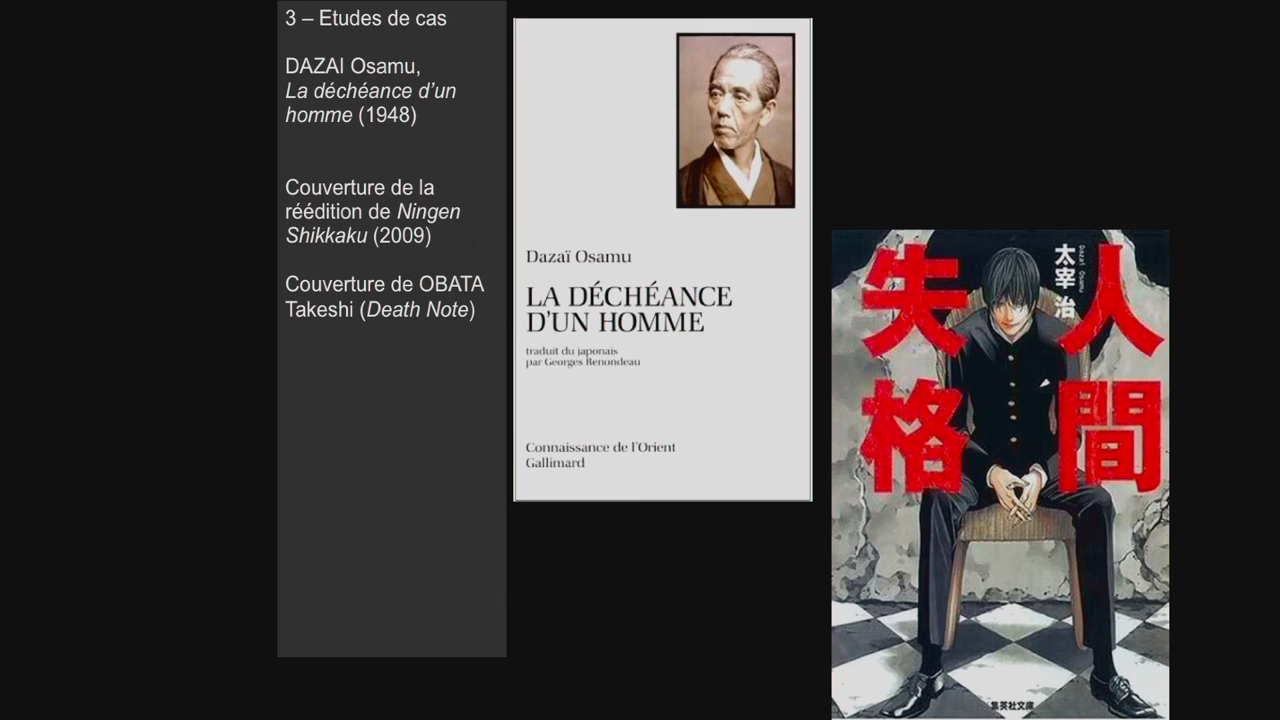 3 – Etudes de cas
DAZAI Osamu,
La déchéance d’un
homme (1948)
Couverture de la
réédition de Ningen
Shikkaku (2009)
Couverture de OBATA
Takeshi (Death Note)
Dazaï Osamu
LA DÉCHÉANCE
D'UN HOMME
traduit du japonais
par Georges Renondeau
Connaissance de l'Orient
Gallimard
人間
失格
太宰治
Dazai Osamu
集英社文庫